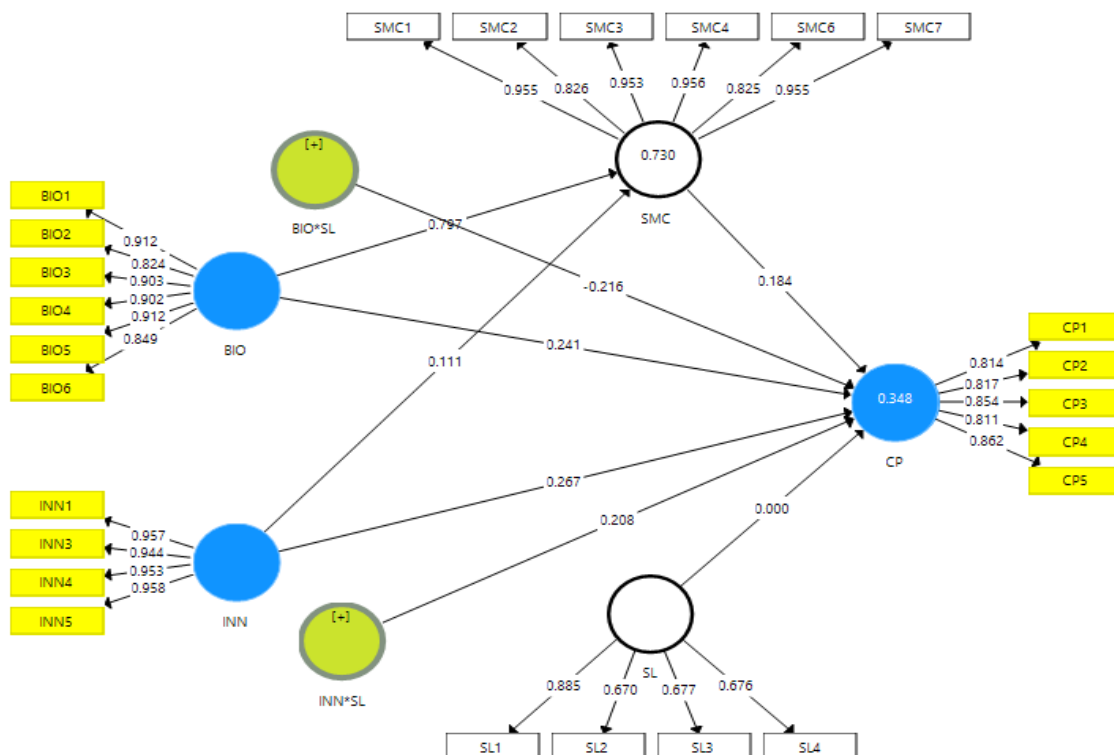 SMC1 SMC2 SMC3 SMC4 SMC6 SMC7
0.955 0.826 0.953 0.956 0.825 0.955
[+]
BIO*SL
0.730
SMC
BIO1
BIO2
BIO3
BIO4
BIO5
BIO6
0.912
0.824
0.903
0.902
0.912
0.849
BIO
0.797
-0.216
0.184
0.241
0.111
CP1
CP2
CP3
CP4
CP5
0.814
0.817
0.854
0.811
0.862
0.348
CP
INN1
INN3
INN4
INN5
0.957
0.944
0.953
0.958
INN
0.267
0.208
0.000
[+]
INN*SL
SL
0.885 0.670 0.677 0.676
SL1 SL2 SL3 SL4